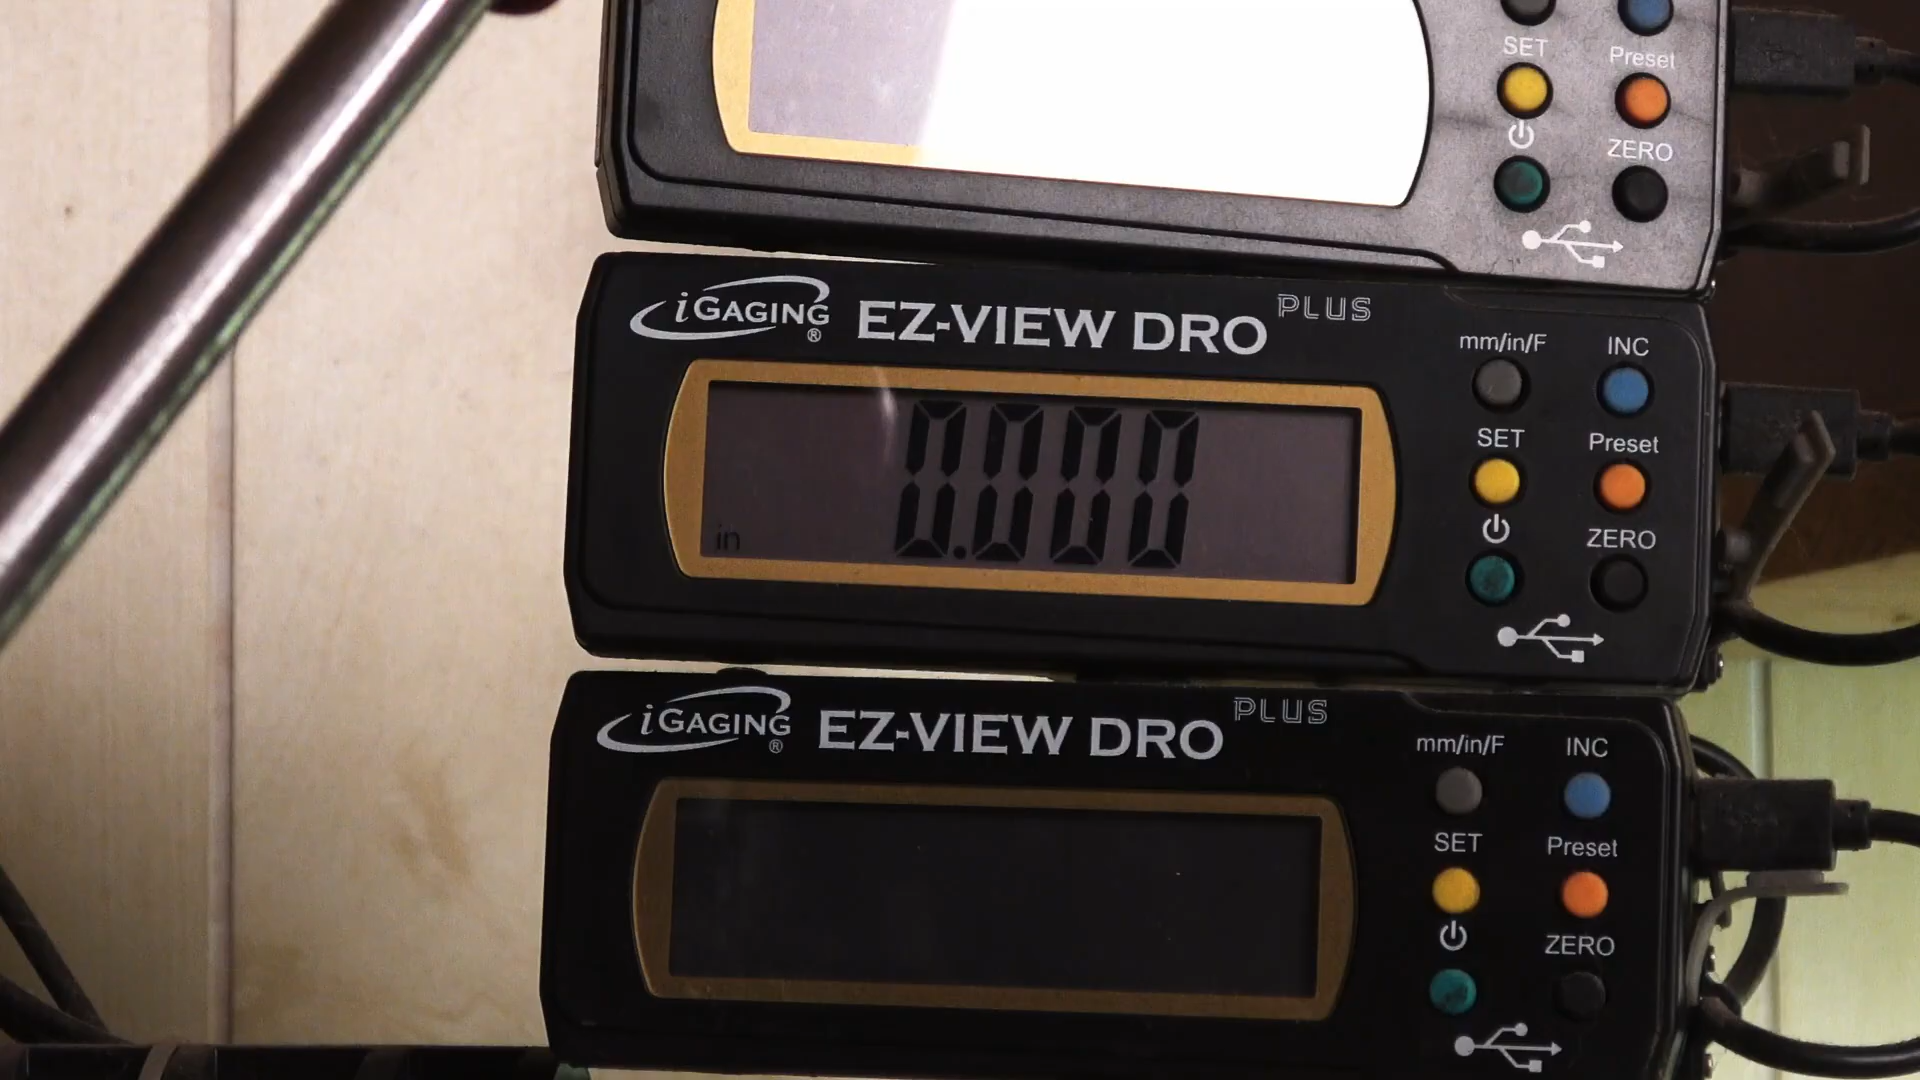 SET Preset
ZERO
iGAGING® EZ-VIEW DRO PLUS
mm/in/F INC
SET Preset
ZERO
in 0.000
iGAGING® EZ-VIEW DRO PLUS
mm/in/F INC
SET Preset
ZERO